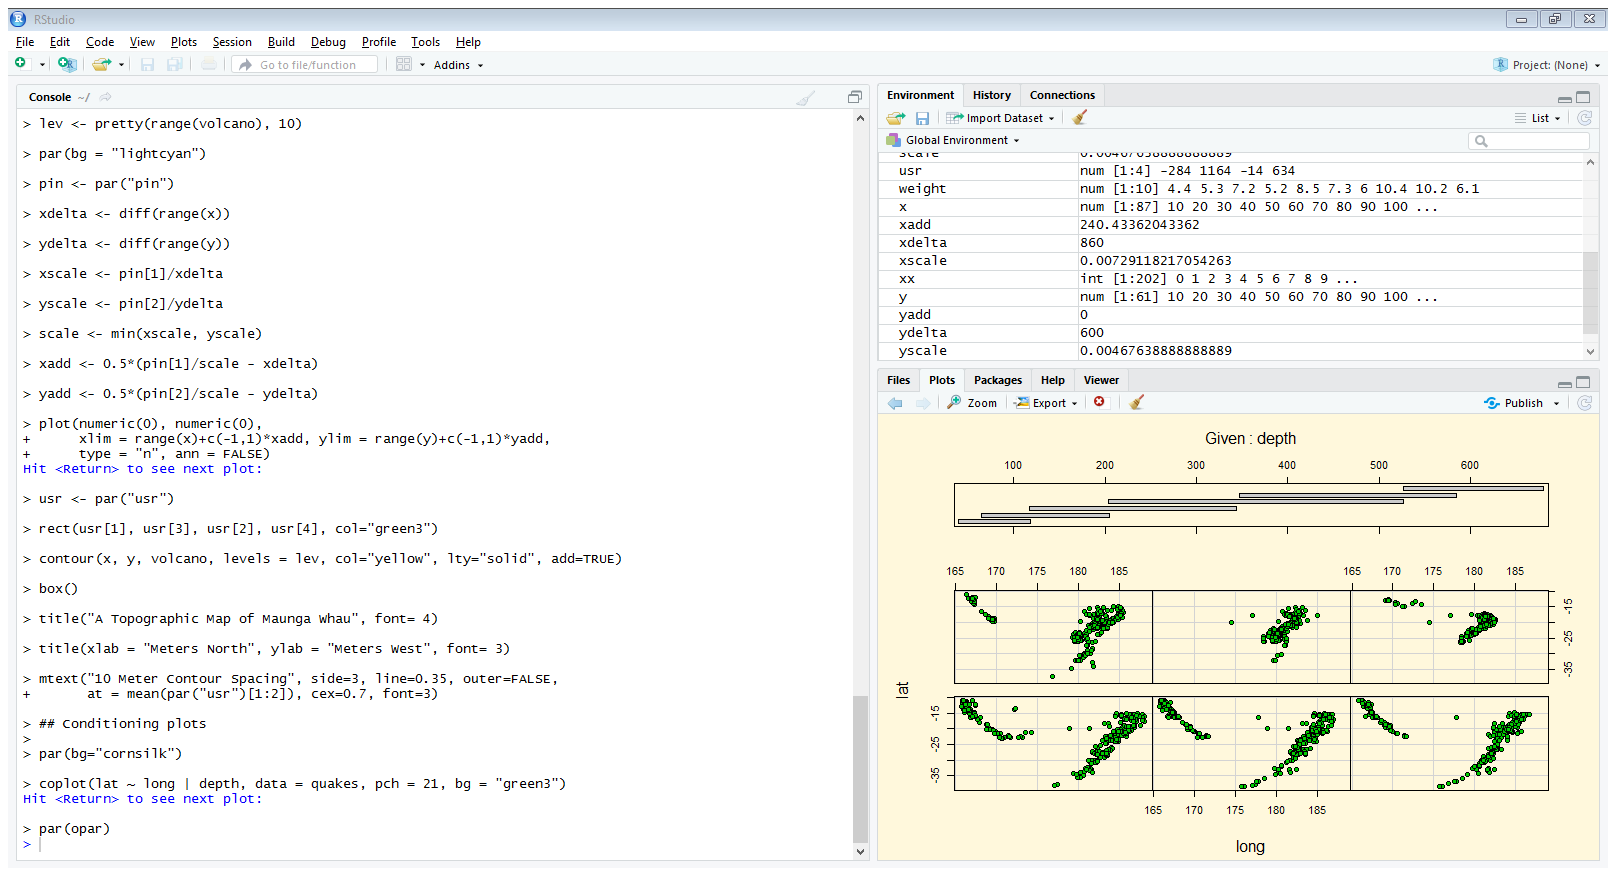 RStudio
File Edit Code View Plots Session Build Debug Profile Tools Help
Go to file/function Addins Project: (None)
Console ~/
> lev <- pretty(range(volcano), 10)
> par(bg = "lightcyan")
> pin <- par("pin")
> xdelta <- diff(range(x))
> ydelta <- diff(range(y))
> xscale <- pin[1]/xdelta
> yscale <- pin[2]/ydelta
> scale <- min(xscale, yscale)
> xadd <- 0.5*(pin[1]/scale - xdelta)
> yadd <- 0.5*(pin[2]/scale - ydelta)
> plot(numeric(0), numeric(0),
+      xlim = range(x)+c(-1,1)*xadd, ylim = range(y)+c(-1,1)*yadd,
+      type = "n", ann = FALSE)
Hit <Return> to see next plot:
> usr <- par("usr")
> rect(usr[1], usr[3], usr[2], usr[4], col="green3")
> contour(x, y, volcano, levels = lev, col="yellow", lty="solid", add=TRUE)
> box()
> title("A Topographic Map of Maunga Whau", font= 4)
> title(xlab = "Meters North", ylab = "Meters West", font= 3)
> mtext("10 Meter Contour Spacing", side=3, line=0.35, outer=FALSE,
+       at = mean(par("usr")[1:2]), cex=0.7, font=3)
> ## Conditioning plots
>
> par(bg="cornsilk")
> coplot(lat ~ long | depth, data = quakes, pch = 21, bg = "green3")
Hit <Return> to see next plot:
> par(opar)
>
Environment History Connections
Import Dataset List
Global Environment
scale 0.00467638888888889
usr num [1:4] -284 1164 -14 634
weight num [1:10] 4.4 5.3 7.2 5.2 8.5 7.3 6 10.4 10.2 6.1
x num [1:87] 10 20 30 40 50 60 70 80 90 100 ...
xadd 240.43362043362
xdelta 860
xscale 0.00729118217054263
xx int [1:202] 0 1 2 3 4 5 6 7 8 9 ...
y num [1:61] 10 20 30 40 50 60 70 80 90 100 ...
yadd 0
ydelta 600
yscale 0.00467638888888889
Files Plots Packages Help Viewer
Zoom Export Publish
Given : depth
100 200 300 400 500 600
165 170 175 180 185 165 170 175 180 185
-15
-25
-35
lat
-15
-25
-35
165 170 175 180 185
long